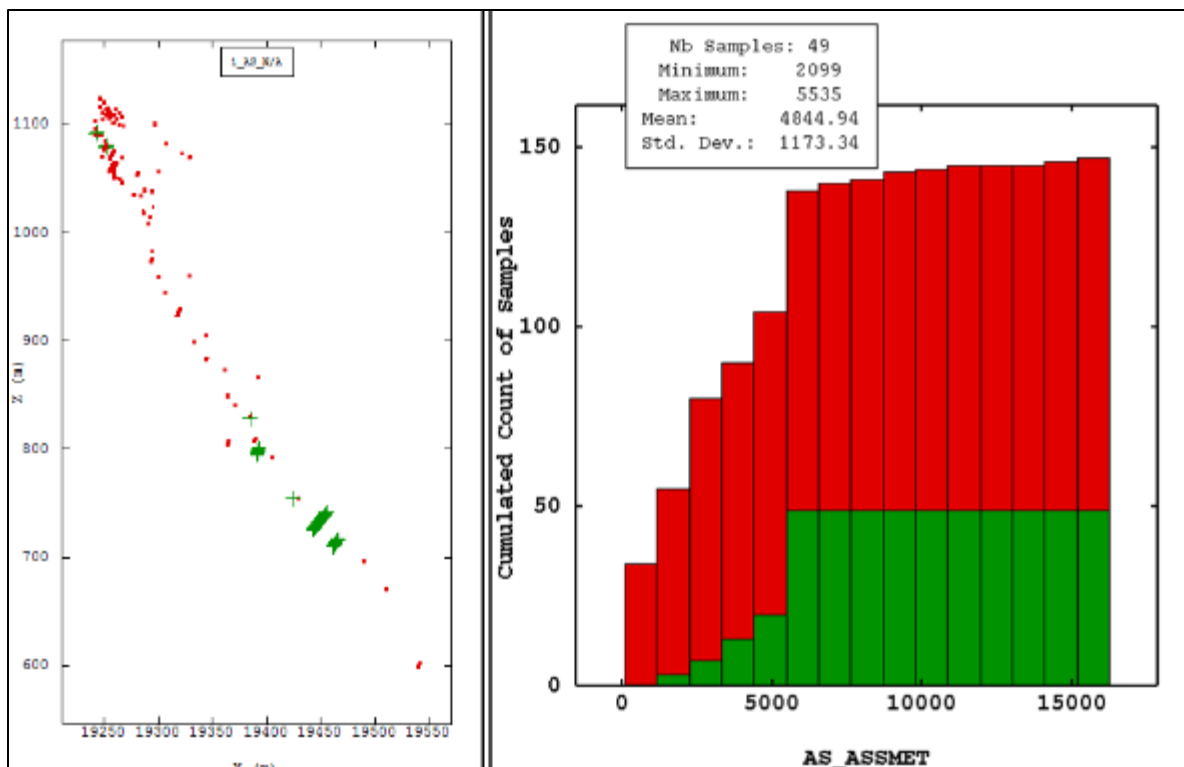 1100
1000
900
800
700
600
Z (m)
19250 19300 19350 19400 19450 19500 19550
Nb Samples: 49
Minimum: 2099
Maximum: 5535
Mean: 4844.94
Std. Dev.: 1173.34
150
100
50
0
Cumulated Count of Samples
0 5000 10000 15000
AS_ASSMET